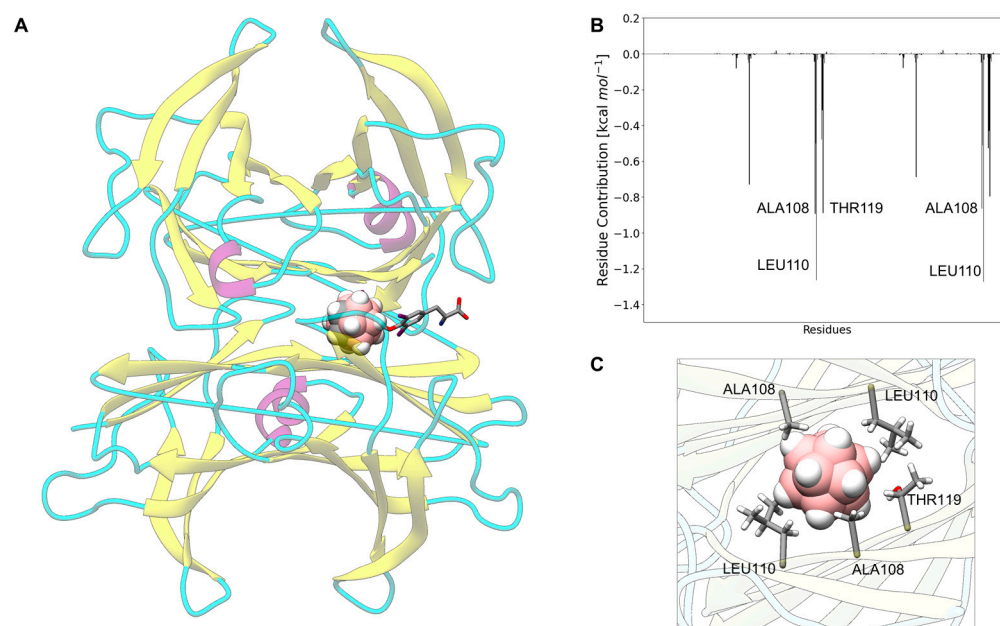 A
B
Residue Contribution [kcal mol⁻¹]
0.2
0.0
−0.2
−0.4
−0.6
−0.8
−1.0
−1.2
−1.4
ALA108
THR119
ALA108
LEU110
LEU110
Residues
C
ALA108
LEU110
THR119
LEU110
ALA108